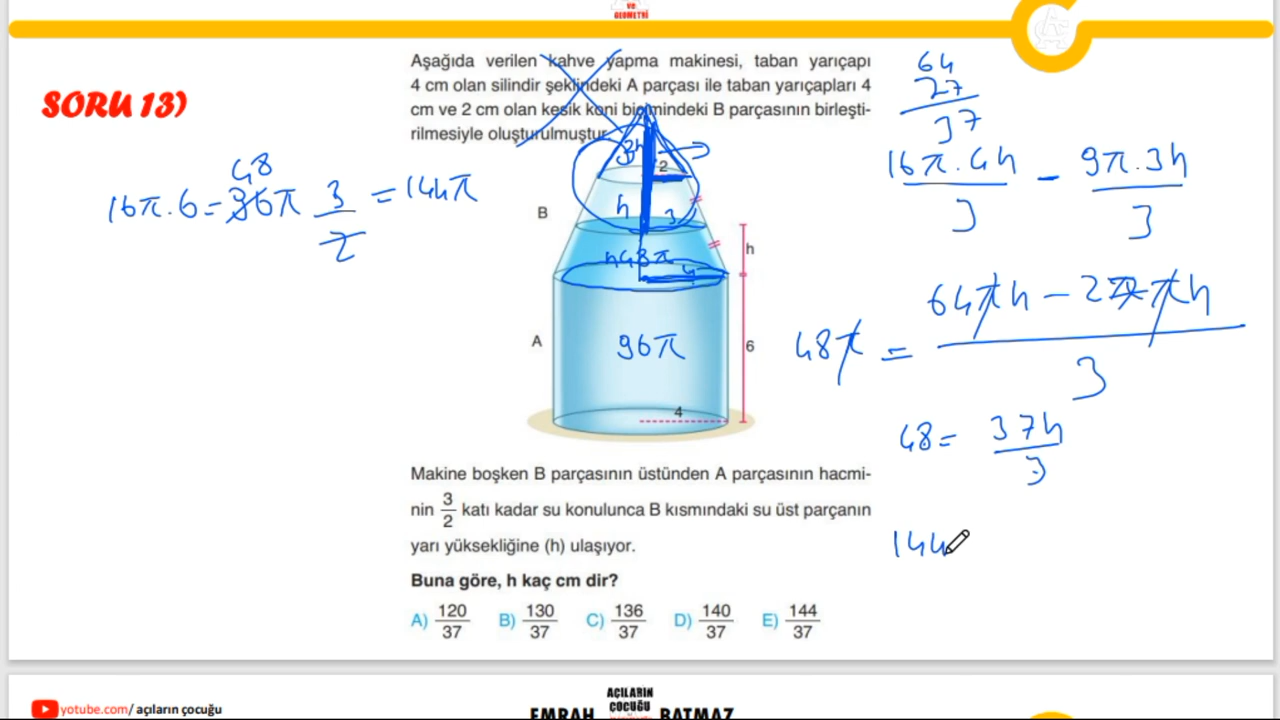 VE
GEOMETRİ
SORU 13)
Aşağıda verilen kahve yapma makinesi, taban yarıçapı
4 cm olan silindir şeklindeki A parçası ile taban yarıçapları 4
cm ve 2 cm olan kesik koni biçimindeki B parçasının birleşti-
rilmesiyle oluşturulmuştur.
48
16π.6=96π 3/2 =144π
3h
2
B
h
3
h
h48π
4
A
96π
6
4
64
27
37
16π.4h/3 - 9π.3h/3
48π = 64πh - 27πh/3
48= 37h/3
144
Makine boşken B parçasının üstünden A parçasının hacmi-
nin 3/2 katı kadar su konulunca B kısmındaki su üst parçanın
yarı yüksekliğine (h) ulaşıyor.
Buna göre, h kaç cm dir?
A) 120/37 B) 130/37 C) 136/37 D) 140/37 E) 144/37
yotube.com/ açıların çocuğu
AÇILARIN
ÇOCUĞU
EMRAH BATMAZ